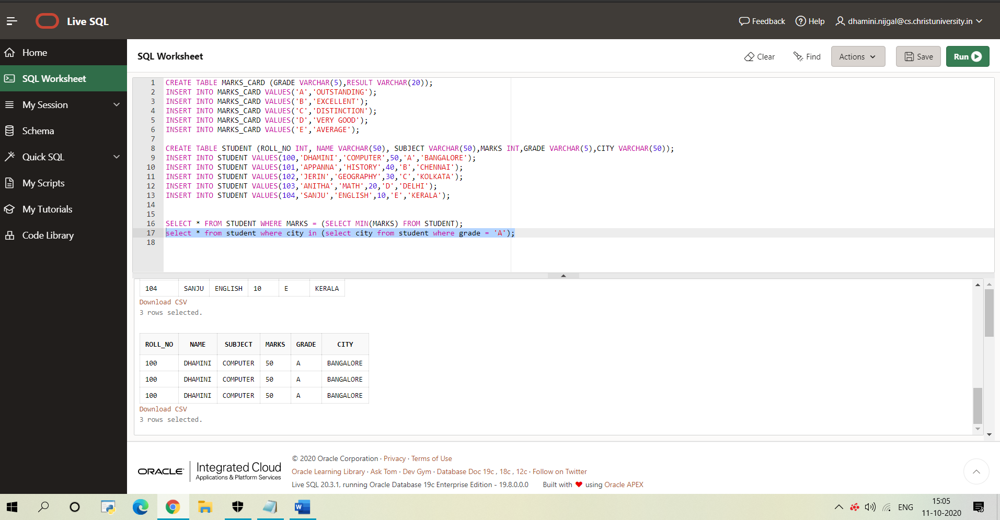 Live SQL
Feedback
Help
dhamini.nijgal@cs.christuniversity.in
Home
SQL Worksheet
My Session
Schema
Quick SQL
My Scripts
My Tutorials
Code Library
SQL Worksheet
Clear
Find
Actions
Save
Run
1 CREATE TABLE MARKS_CARD (GRADE VARCHAR(5),RESULT VARCHAR(20));
2 INSERT INTO MARKS_CARD VALUES('A','OUTSTANDING');
3 INSERT INTO MARKS_CARD VALUES('B','EXCELLENT');
4 INSERT INTO MARKS_CARD VALUES('C','DISTINCTION');
5 INSERT INTO MARKS_CARD VALUES('D','VERY GOOD');
6 INSERT INTO MARKS_CARD VALUES('E','AVERAGE');
7
8 CREATE TABLE STUDENT (ROLL_NO INT, NAME VARCHAR(50), SUBJECT VARCHAR(50),MARKS INT,GRADE VARCHAR(5),CITY VARCHAR(50));
9 INSERT INTO STUDENT VALUES(100,'DHAMINI','COMPUTER',50,'A','BANGALORE');
10 INSERT INTO STUDENT VALUES(101,'APPANNA','HISTORY',40,'B','CHENNAI');
11 INSERT INTO STUDENT VALUES(102,'JERIN','GEOGRAPHY',30,'C','KOLKATA');
12 INSERT INTO STUDENT VALUES(103,'ANITHA','MATH',20,'D','DELHI');
13 INSERT INTO STUDENT VALUES(104,'SANJU','ENGLISH',10,'E','KERALA');
14
15
16 SELECT * FROM STUDENT WHERE MARKS = (SELECT MIN(MARKS) FROM STUDENT);
17 select * from student where city in (select city from student where grade = 'A');
18
104 SANJU ENGLISH 10 E KERALA
Download CSV
3 rows selected.
ROLL_NO NAME SUBJECT MARKS GRADE CITY
100 DHAMINI COMPUTER 50 A BANGALORE
100 DHAMINI COMPUTER 50 A BANGALORE
100 DHAMINI COMPUTER 50 A BANGALORE
Download CSV
3 rows selected.
ORACLE Integrated Cloud
Applications & Platform Services
© 2020 Oracle Corporation · Privacy · Terms of Use
Oracle Learning Library · Ask Tom · Dev Gym · Database Doc 19c , 18c , 12c · Follow on Twitter
Live SQL 20.3.1, running Oracle Database 19c Enterprise Edition - 19.8.0.0.0 Built with ❤ using Oracle APEX
ENG
15:05
11-10-2020